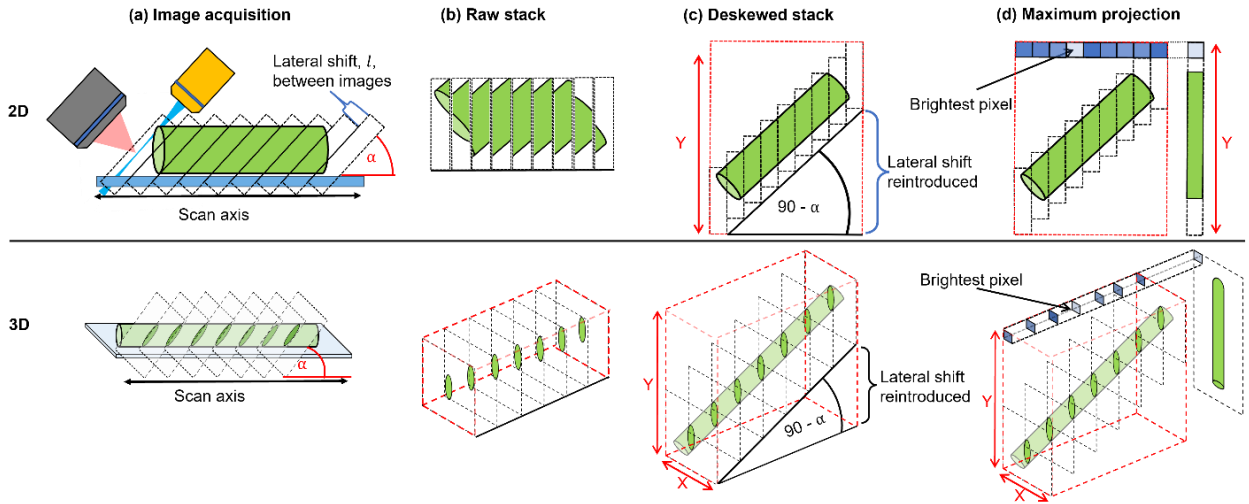 (a) Image acquisition
(b) Raw stack
(c) Deskewed stack
(d) Maximum projection
2D
Lateral shift, l,
between images
α
Scan axis
Y
90 - α
Lateral shift
reintroduced
Brightest pixel
Y
Y
3D
α
Scan axis
Y
X
90 - α
Lateral shift
reintroduced
Brightest pixel
Y
X